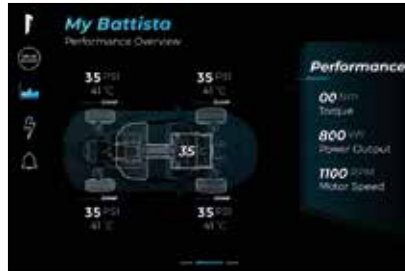 My Battista
Performance Overview
35 PSI 35 PSI
41 °C 41 °C
35
35 PSI 35 PSI
41 °C 41 °C
Performance
00 Nm
Torque
800
Power Output
1100 RPM
Motor Speed